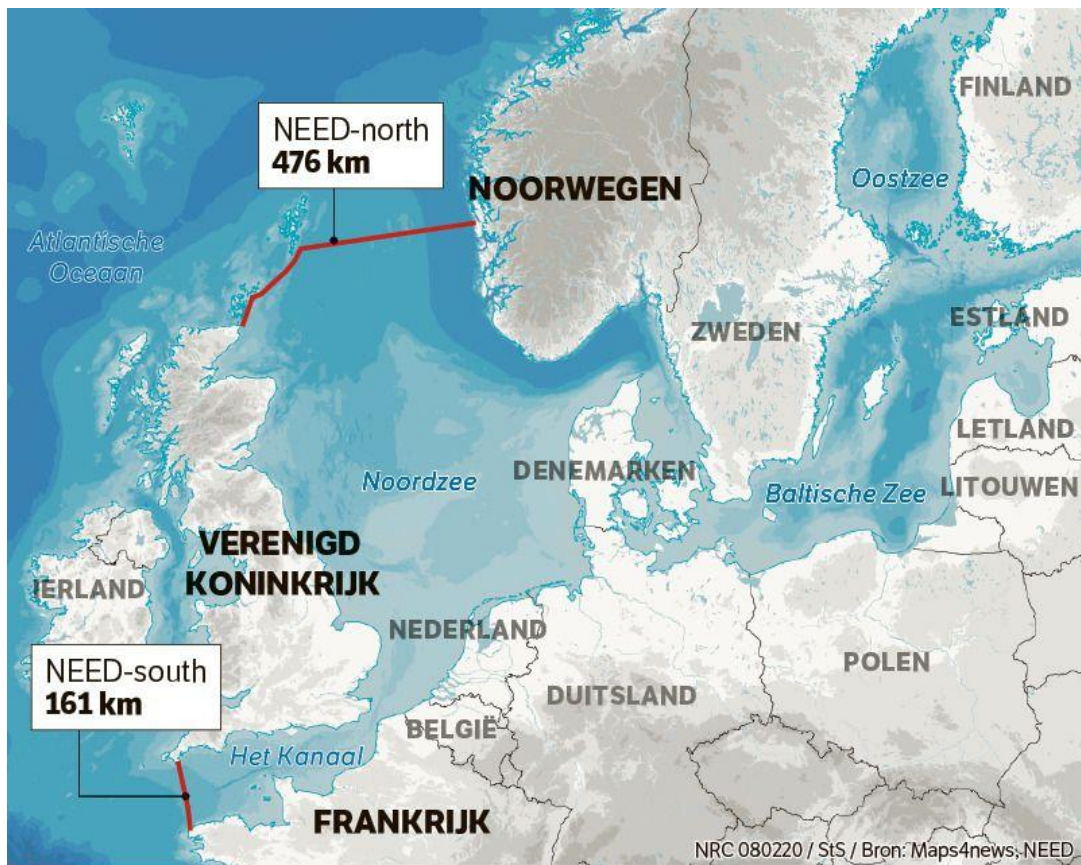 FINLAND
NEED-north
476 km
NOORWEGEN
Oostzee
Atlantische
Oceaan
ZWEDEN
ESTLAND
LETLAND
Noordzee
DENEMARKEN
Baltische Zee
LITOUWEN
VERENIGD
KONINKRIJK
IERLAND
NEDERLAND
NEED-south
161 km
POLEN
DUITSLAND
BELGIË
Het Kanaal
FRANKRIJK
NRC 080220 / StS / Bron: Maps4news, NEED